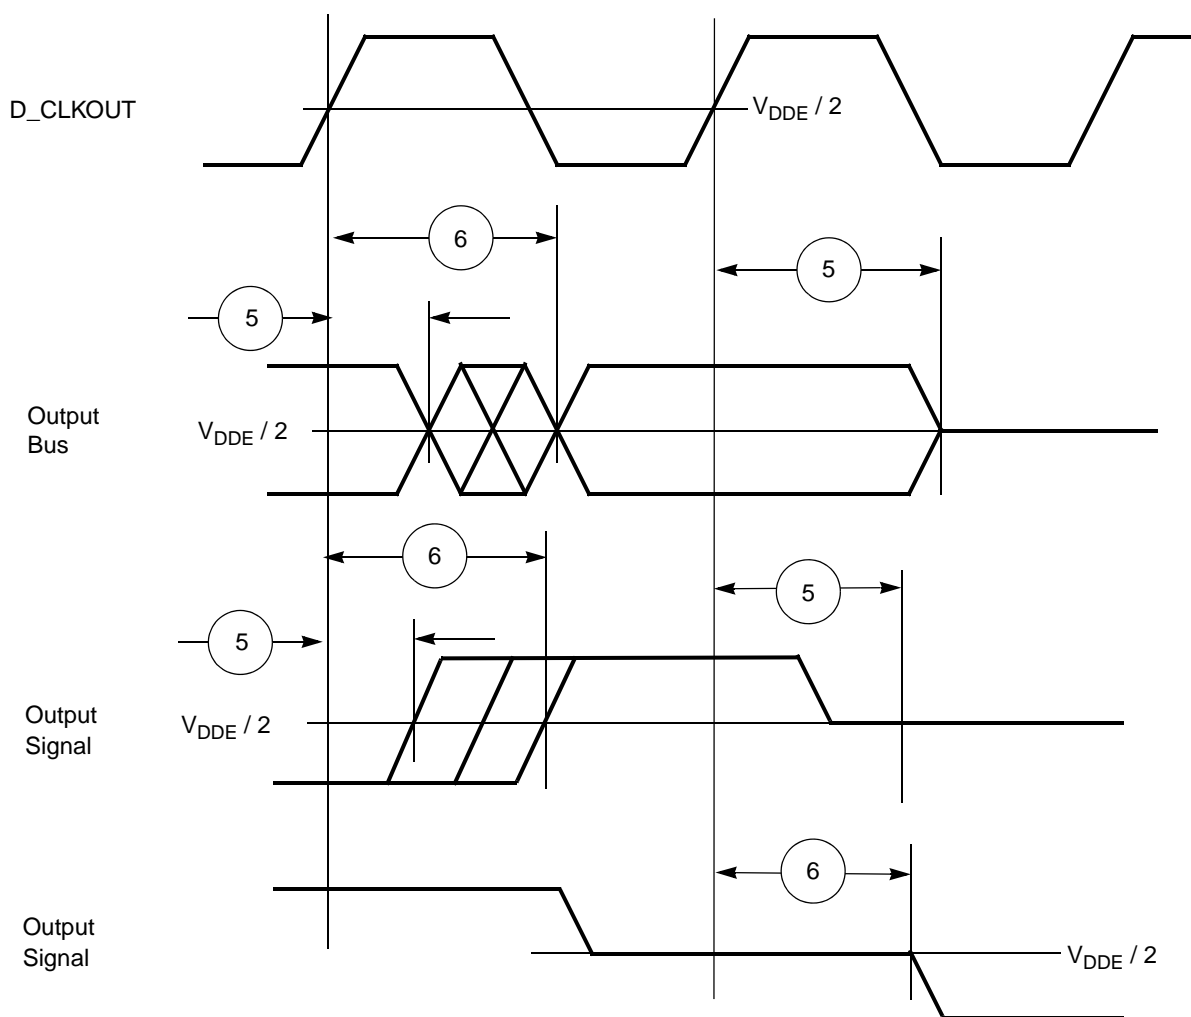 D_CLKOUT
V_DDE / 2
6
5
5
Output
Bus
V_DDE / 2
6
5
5
Output
Signal
V_DDE / 2
6
Output
Signal
V_DDE / 2